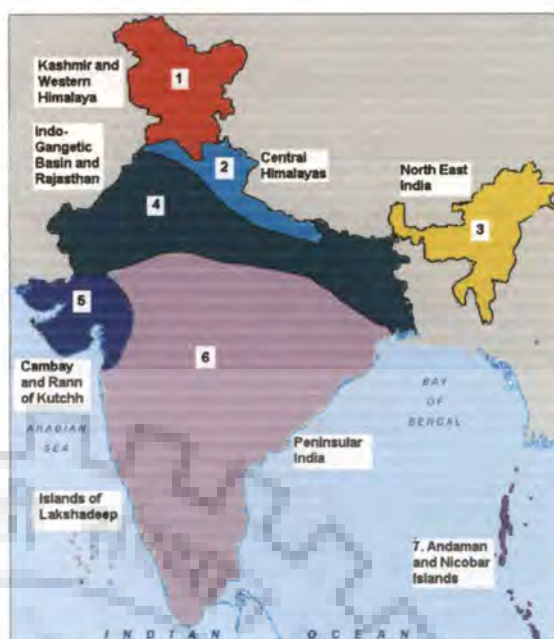 Kashmir and
Western
Himalaya
1
Indo-
Gangetic
Basin and
Rajasthan
2
Central
Himalayas
North East
India
3
4
5
6
Cambay
and Rann
of Kutchh
ARABIAN
SEA
BAY
OF
BENGAL
Peninsular
India
Islands of
Lakshadeep
7. Andaman
and Nicobar
Islands
INDIAN OCEAN